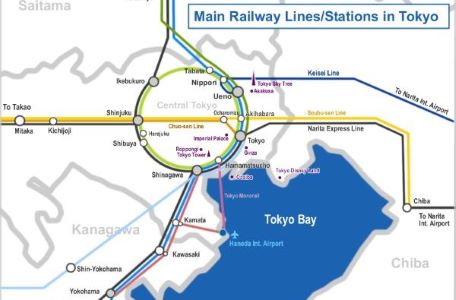 Saitama
Main Railway Lines/Stations in Tokyo
Tabata
Nippori
Keisei Line
Ikebukuro
Tokyo Sky Tree
Ueno
Asakusa
To Narita
Int. Airport
Central Tokyo
To Takao
Shinjuku
Ochanomizu
Akihabara
Soubu-sen Line
Chuo-sen Line
Mitaka
Kichijoji
Harajuku
Imperial Palace
Tokyo
Narita Express Line
Shibuya
Roppongi
Ginza
Tokyo Tower
Hamamatsucho
Shinagawa
Odaiba
Tokyo Disney Land
Tokyo Monorail
Chiba
To Narita
Int. Airport
Kamata
Tokyo Bay
Kanagawa
Haneda Int. Airport
Kawasaki
Chiba
Shin-Yokohama
Yokohama